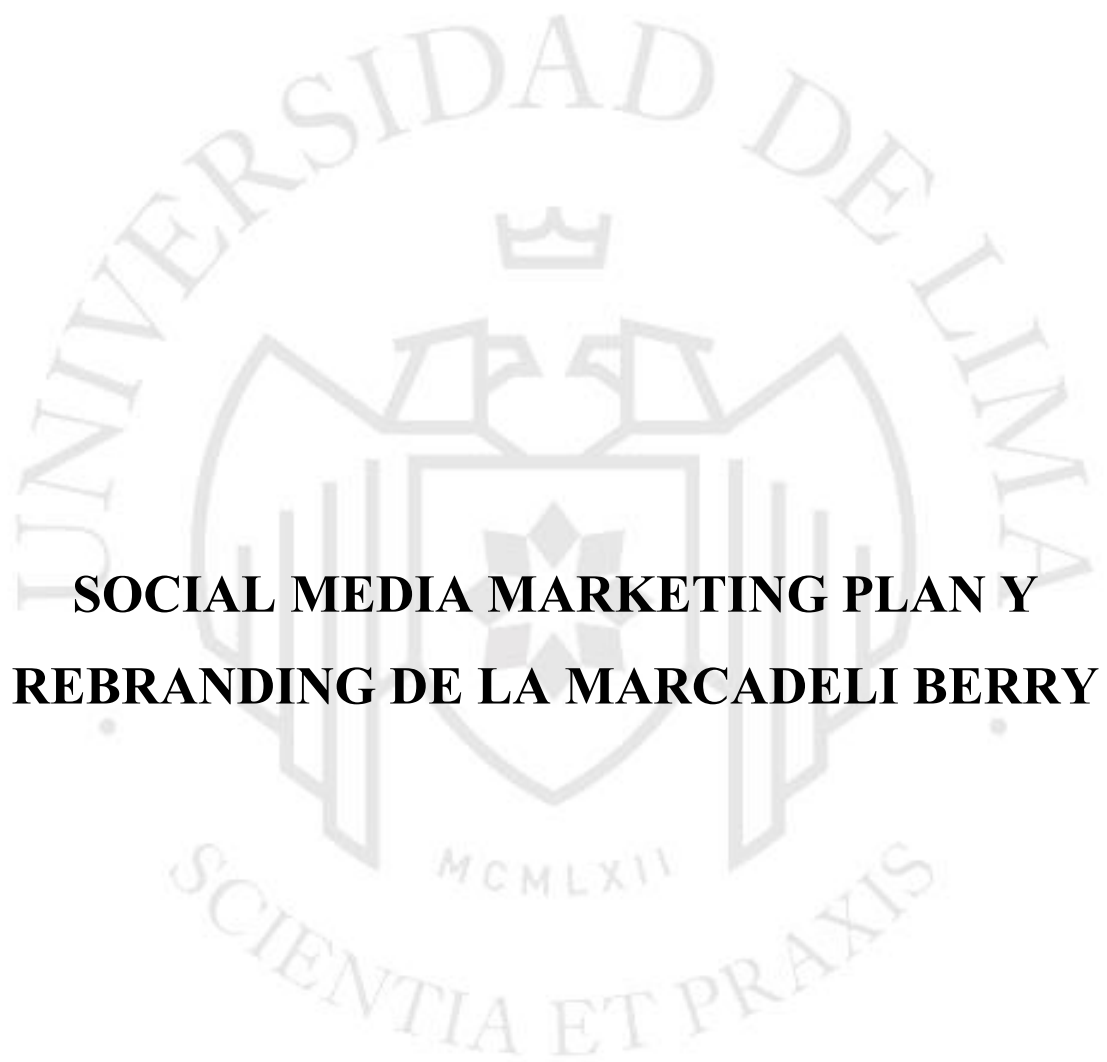 UNIVERSIDAD DE LIMA
SOCIAL MEDIA MARKETING PLAN Y
REBRANDING DE LA MARCADELI BERRY
MCMLXII
SCIENTIA ET PRAXIS